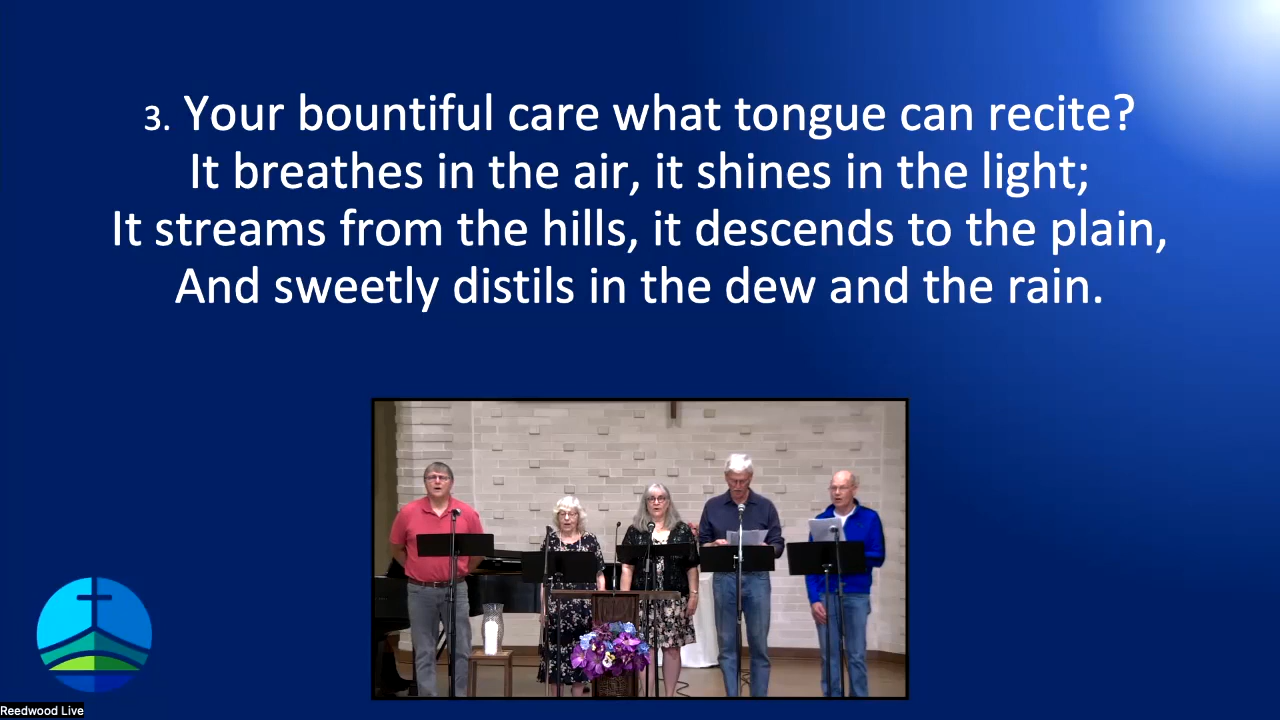 3. Your bountiful care what tongue can recite?
It breathes in the air, it shines in the light;
It streams from the hills, it descends to the plain,
And sweetly distils in the dew and the rain.
Reedwood Live